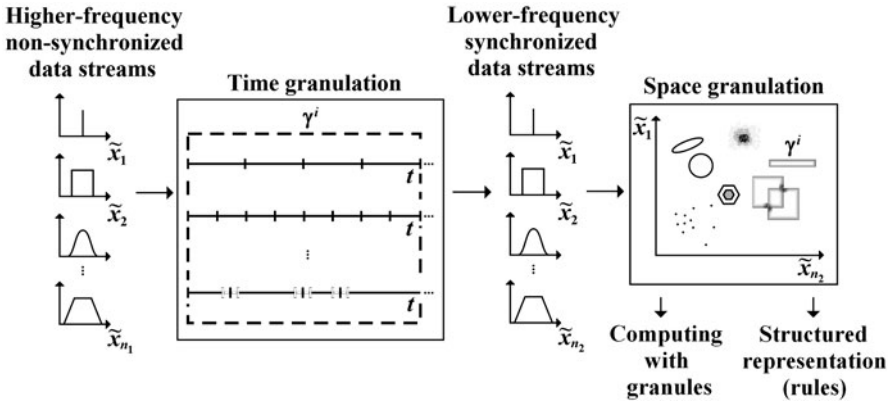 Higher-frequency
non-synchronized
data streams
x̃₁
x̃₂
⋮
x̃ₙ₁
Time granulation
γⁱ
t ...
t ...
⋮
t ...
Lower-frequency
synchronized
data streams
x̃₁
x̃₂
⋮
x̃ₙ₂
Space granulation
x̃₁
γⁱ
x̃ₙ₂
Computing
with
granules
Structured
representation
(rules)